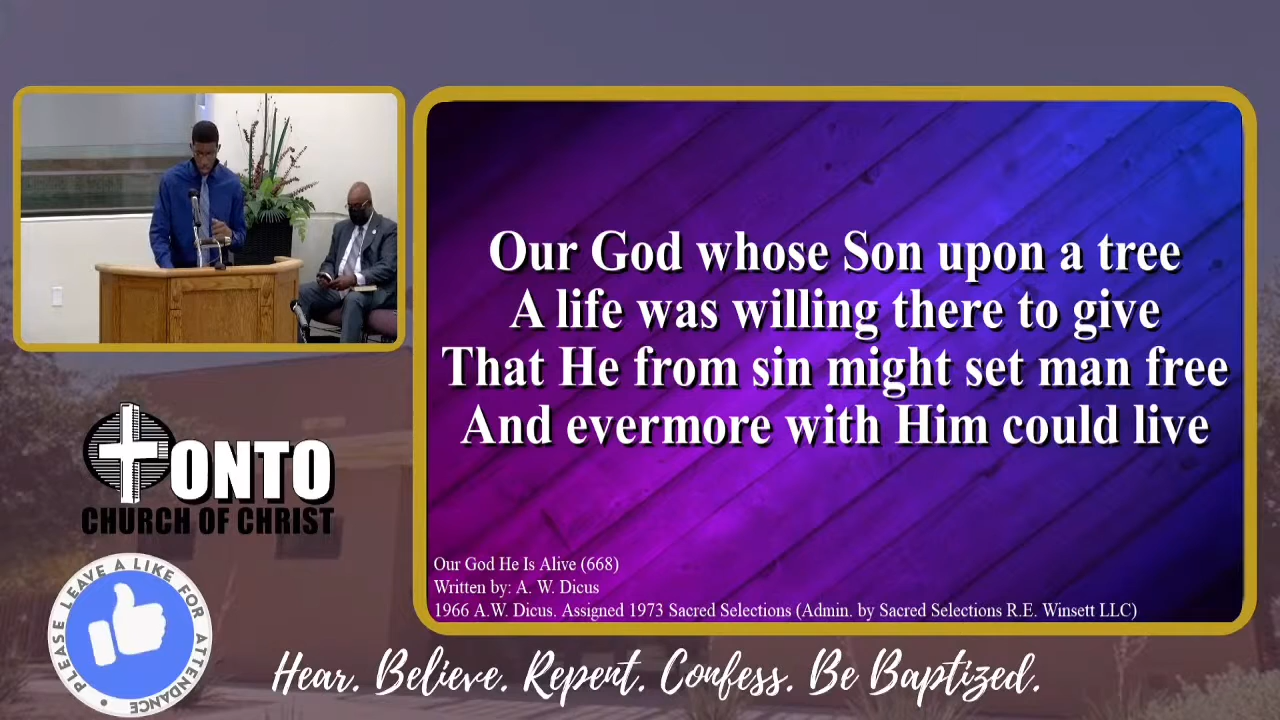 Our God whose Son upon a tree
A life was willing there to give
That He from sin might set man free
And evermore with Him could live
Our God He Is Alive (668)
Written by: A. W. Dicus
1966 A.W. Dicus. Assigned 1973 Sacred Selections (Admin. by Sacred Selections R.E. Winsett LLC)
TONTO
CHURCH OF CHRIST
PLEASE LEAVE A LIKE FOR ATTENDANCE
Hear. Believe. Repent. Confess. Be Baptized.